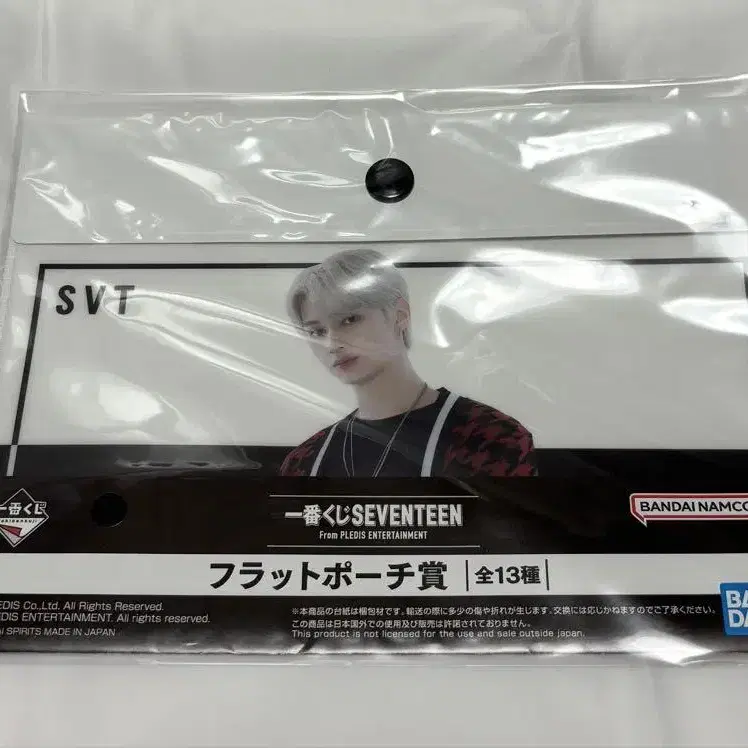 SVT
一番くじ
一番くじSEVENTEEN
From PLEDIS ENTERTAINMENT
BANDAI NAMCO
フラットポーチ賞
全13種
EDIS Co.,Ltd. All Rights Reserved.
EDIS ENTERTAINMENT. All rights reserved.
AI SPIRITS MADE IN JAPAN
※本商品の台紙は梱包材です。輸送の際に多少の傷や折れが生じます。交換には応じかねますのでご了承ください。
この商品は日本国外での使用及び販売は許諾されておりません。
This product is not licensed for the use and sale outside japan.
BA
DA